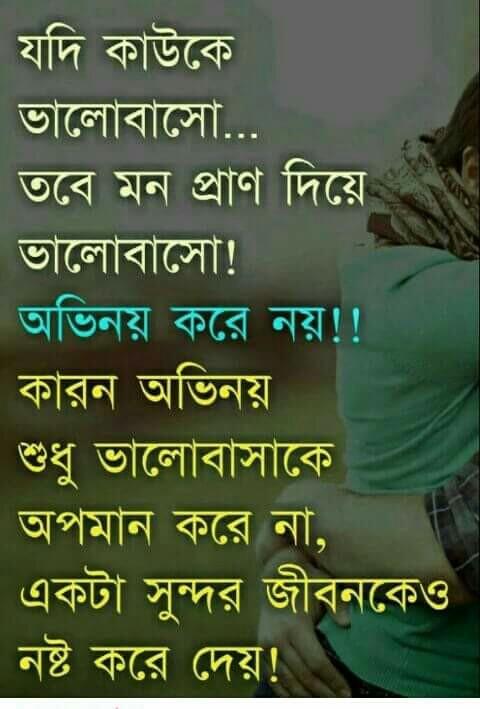 যদি কাউকে
ভালোবাসো...
তবে মন প্রাণ দিয়ে
ভালোবাসো!
অভিনয় করে নয়!!
কারন অভিনয়
শুধু ভালোবাসাকে
অপমান করে না,
একটা সুন্দর জীবনকেও
নষ্ট করে দেয়!